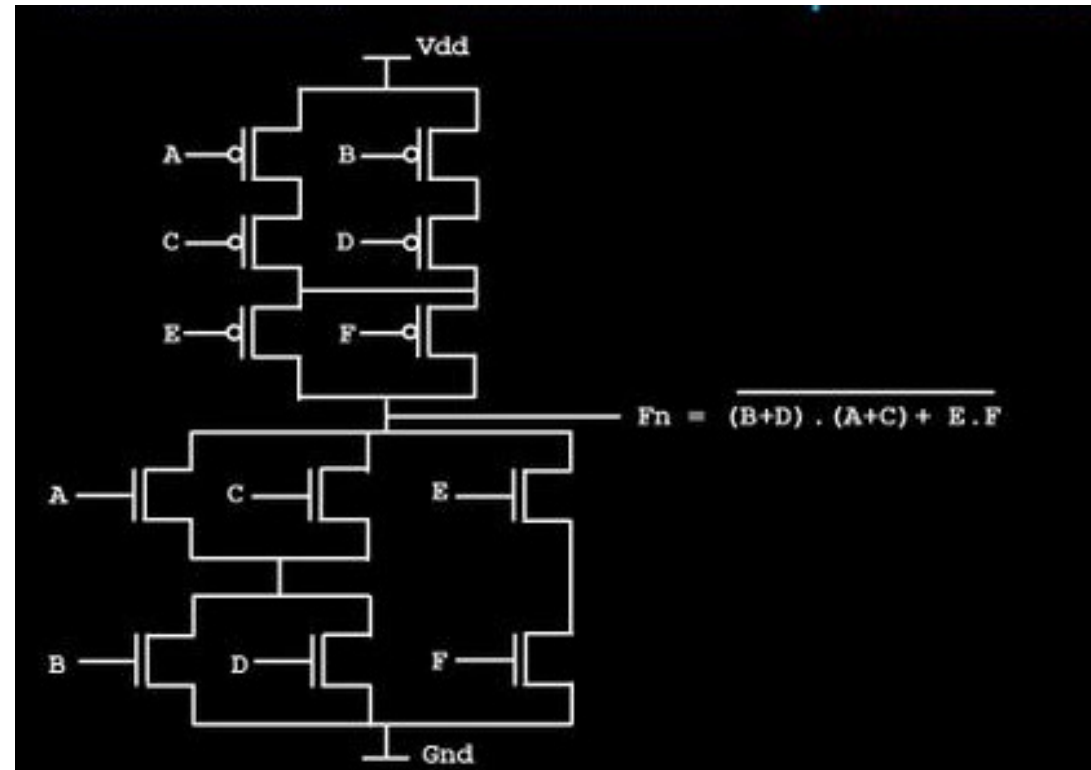 Vdd
A B
C D
E F
Fn = (B+D).(A+C)+ E.F
A C E
B D F
Gnd